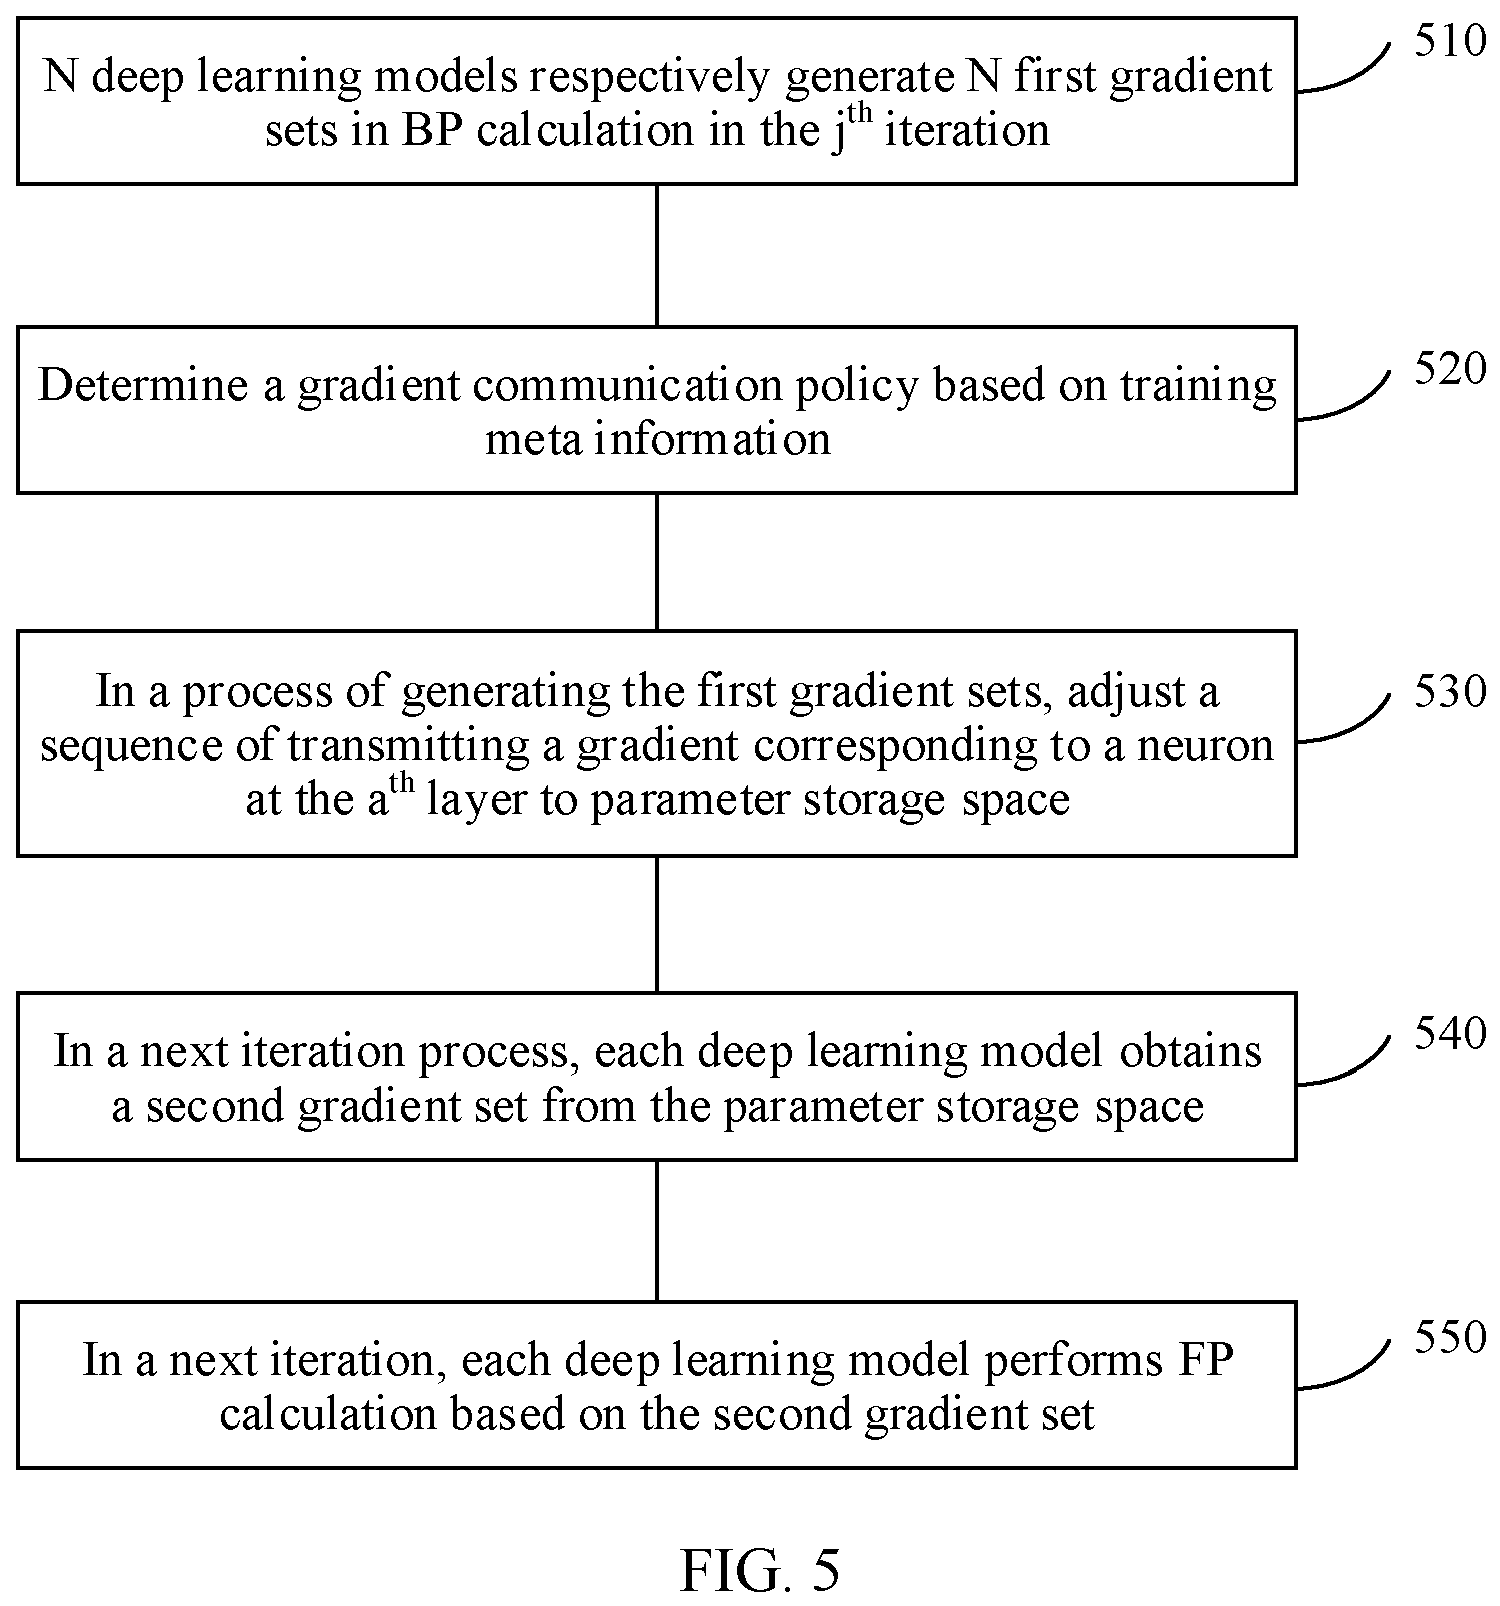 510
N deep learning models respectively generate N first gradient
sets in BP calculation in the jth iteration
520
Determine a gradient communication policy based on training
meta information
530
In a process of generating the first gradient sets, adjust a
sequence of transmitting a gradient corresponding to a neuron
at the ath layer to parameter storage space
540
In a next iteration process, each deep learning model obtains
a second gradient set from the parameter storage space
550
In a next iteration, each deep learning model performs FP
calculation based on the second gradient set
FIG. 5